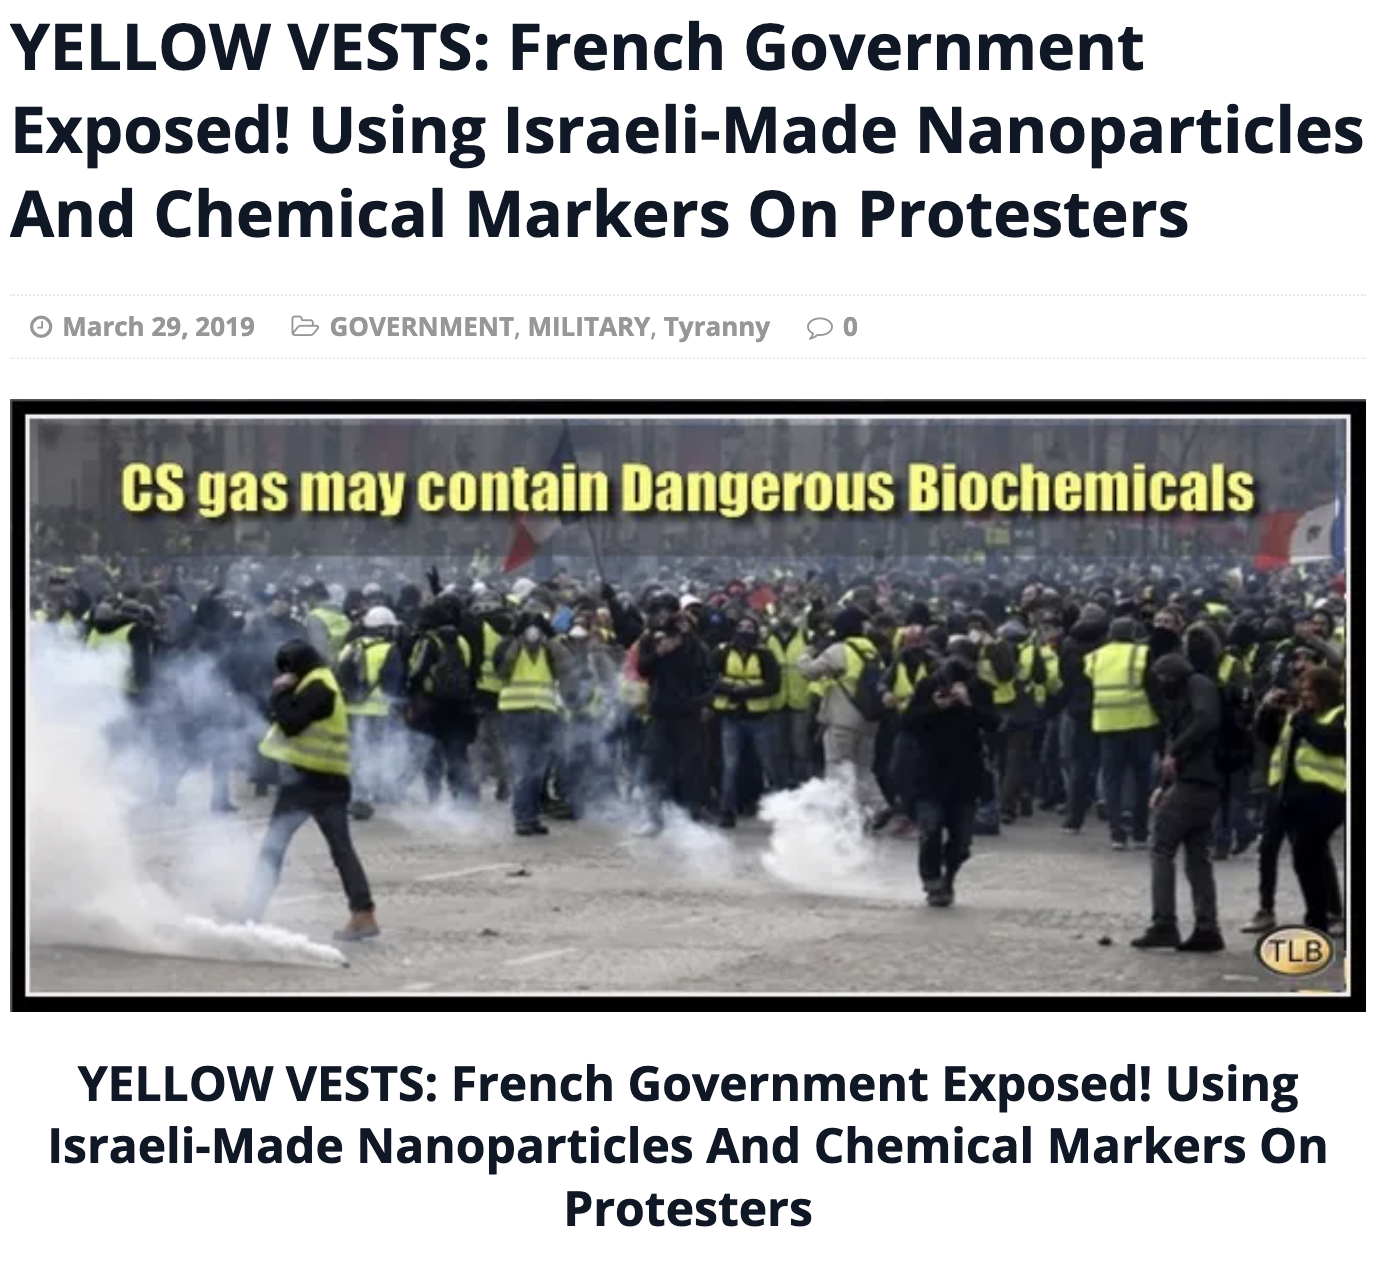 YELLOW VESTS: French Government
Exposed! Using Israeli-Made Nanoparticles
And Chemical Markers On Protesters
March 29, 2019 GOVERNMENT, MILITARY, Tyranny 0
CS gas may contain Dangerous Biochemicals
TLB
YELLOW VESTS: French Government Exposed! Using
Israeli-Made Nanoparticles And Chemical Markers On
Protesters